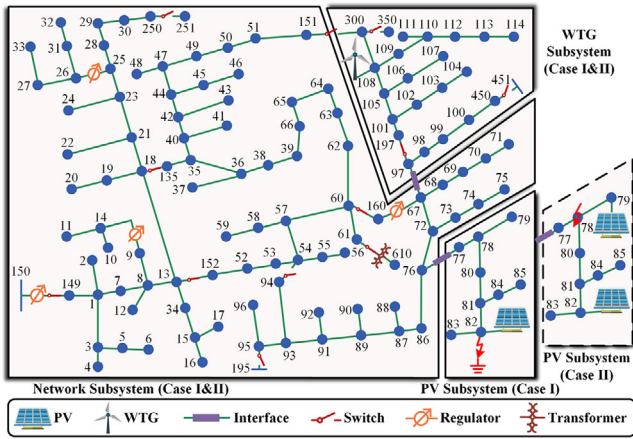 32 29 30 250 251 51 151 300 350 111 110 112 113 114
33 31 28 25 50 109 107
26 48 47 49 46 108 106 104
27 45 64 105 103 451
24 23 44 43 65 63 102 450
42 41 66 101 100
22 21 40 62 197 99
18 39 98 71
20 19 135 35 36 38 97 70
37 69
68 75
60 160 67 74
11 14 59 58 57 73 79
10 9 61 72 78
2 56 610 77
150 149 7 8 13 152 52 53 54 55 76 80
1 12 94 85
34 96 92 90 88 81 84
3 5 6 17 83 82
4 15 16 95 195 93 91 89 87 86
79
78
77
80
85
84
81
82
83
WTG
Subsystem
(Case I&II)
PV Subsystem
(Case II)
Network Subsystem (Case I&II)
PV Subsystem (Case I)
PV WTG Interface Switch Regulator Transformer